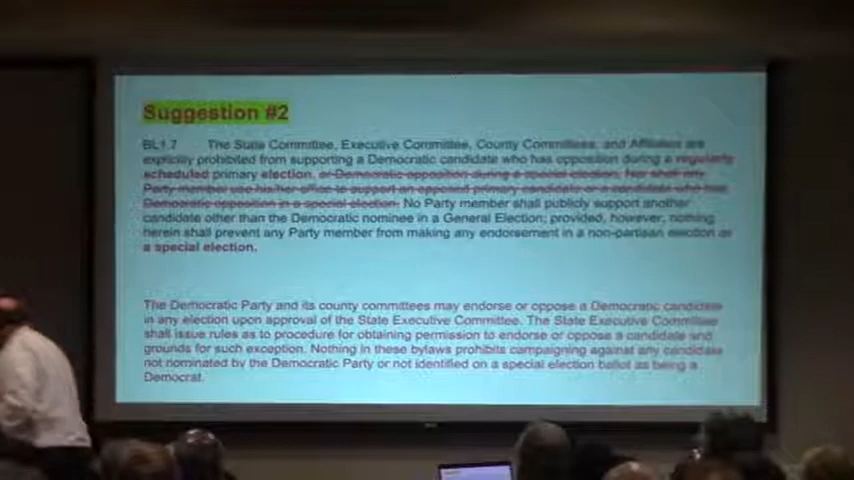 Suggestion #2
BL1.7 The State Committee, Executive Committee, County Committees, and Affiliates are
explicitly prohibited from supporting a Democratic candidate who has opposition during a regularly
scheduled primary election. or Democratic opposition during a special election. Nor shall any
Party member use his/her office to support an opposed primary candidate or a candidate who has
Democratic opposition in a special election. No Party member shall publicly support another
candidate other than the Democratic nominee in a General Election; provided, however, nothing
herein shall prevent any Party member from making any endorsement in a non-partisan election or
a special election.
The Democratic Party and its county committees may endorse or oppose a Democratic candidate
in any election upon approval of the State Executive Committee. The State Executive Committee
shall issue rules as to procedure for obtaining permission to endorse or oppose a candidate and
grounds for such exception. Nothing in these bylaws prohibits campaigning against any candidate
not nominated by the Democratic Party or not identified on a special election ballot as being a
Democrat.